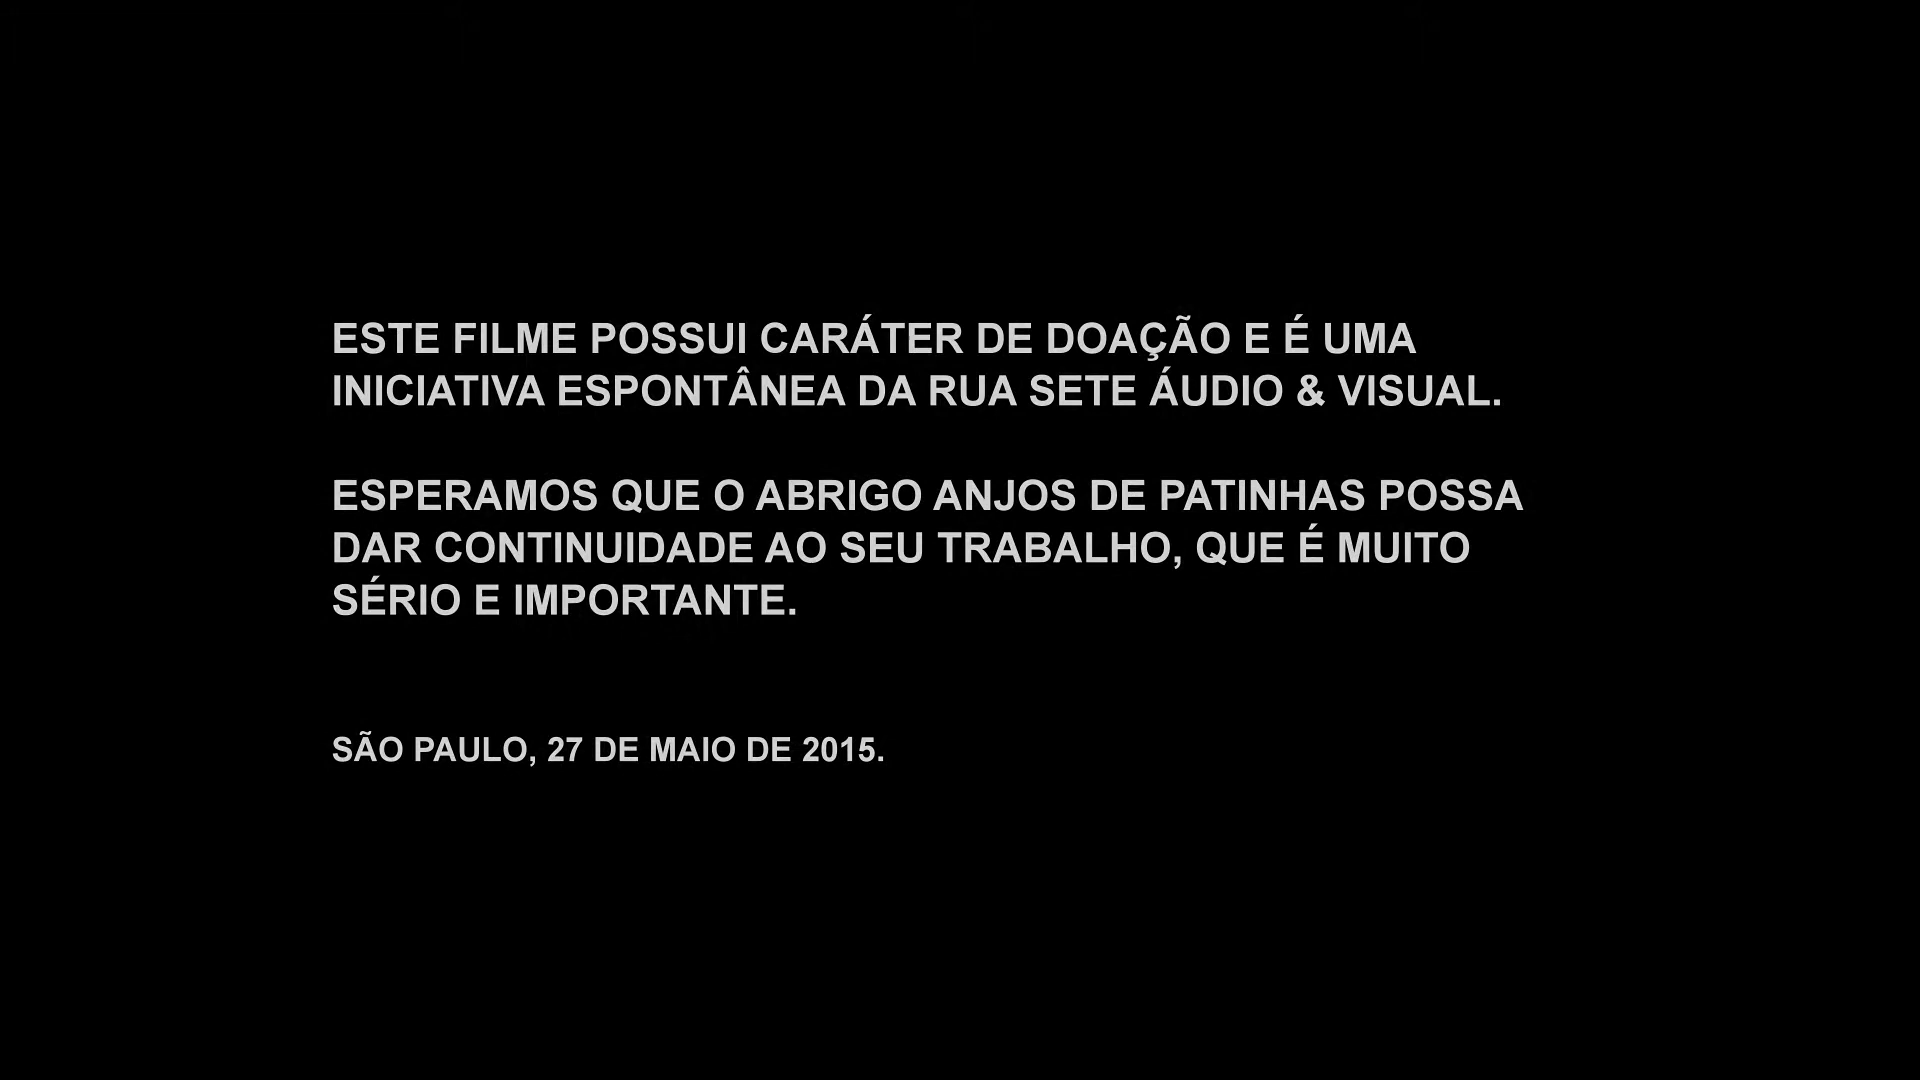 ESTE FILME POSSUI CARÁTER DE DOAÇÃO E É UMA
INICIATIVA ESPONTÂNEA DA RUA SETE ÁUDIO & VISUAL.
ESPERAMOS QUE O ABRIGO ANJOS DE PATINHAS POSSA
DAR CONTINUIDADE AO SEU TRABALHO, QUE É MUITO
SÉRIO E IMPORTANTE.
SÃO PAULO, 27 DE MAIO DE 2015.